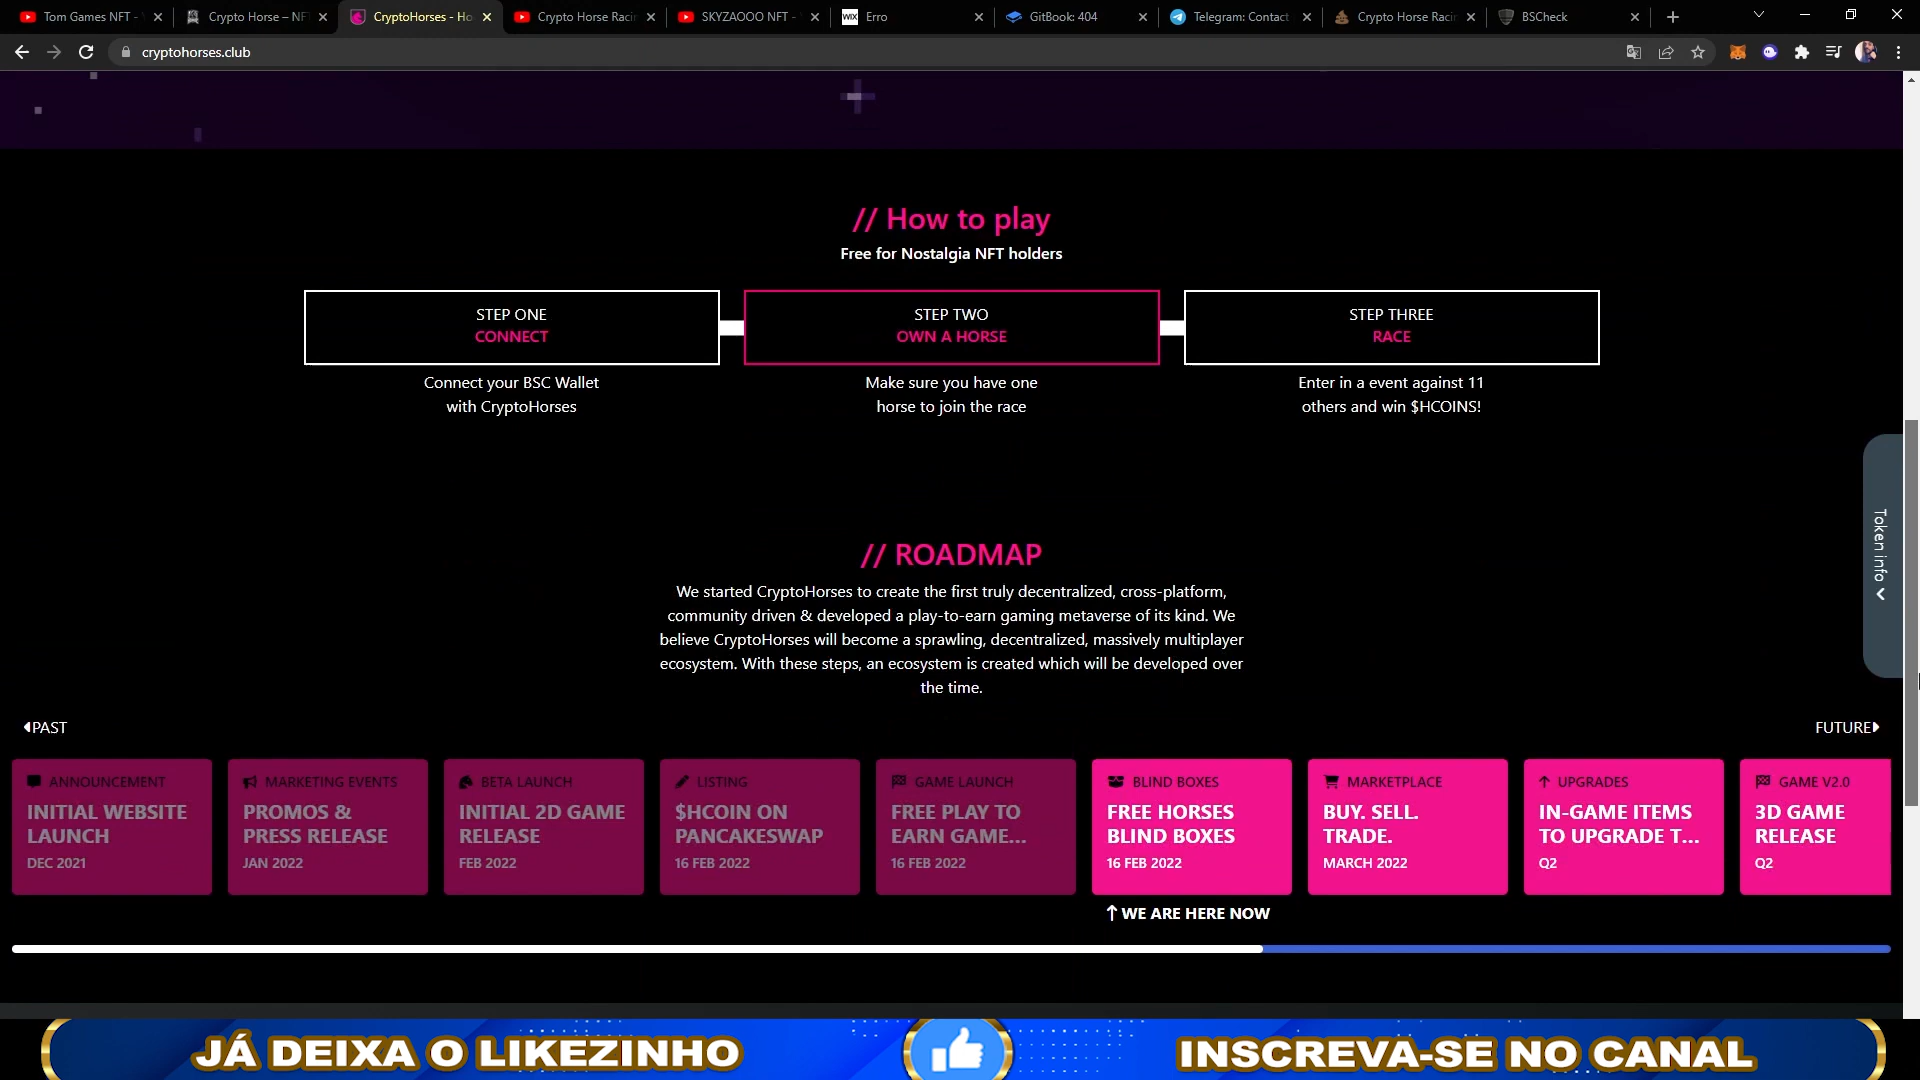 Tom Games NFT -
Crypto Horse – NF
CryptoHorses - Ho
Crypto Horse Racin
SKYZAOOO NFT -
WIX Erro
GitBook: 404
Telegram: Contact
Crypto Horse Racin
BSCheck
cryptohorses.club
// How to play
Free for Nostalgia NFT holders
STEP ONE
CONNECT
Connect your BSC Wallet
with CryptoHorses
STEP TWO
OWN A HORSE
Make sure you have one
horse to join the race
STEP THREE
RACE
Enter in a event against 11
others and win $HCOINS!
Token info
// ROADMAP
We started CryptoHorses to create the first truly decentralized, cross-platform,
community driven & developed a play-to-earn gaming metaverse of its kind. We
believe CryptoHorses will become a sprawling, decentralized, massively multiplayer
ecosystem. With these steps, an ecosystem is created which will be developed over
the time.
PAST
FUTURE
ANNOUNCEMENT
INITIAL WEBSITE
LAUNCH
DEC 2021
MARKETING EVENTS
PROMOS &
PRESS RELEASE
JAN 2022
BETA LAUNCH
INITIAL 2D GAME
RELEASE
FEB 2022
LISTING
$HCOIN ON
PANCAKESWAP
16 FEB 2022
GAME LAUNCH
FREE PLAY TO
EARN GAME...
16 FEB 2022
BLIND BOXES
FREE HORSES
BLIND BOXES
16 FEB 2022
MARKETPLACE
BUY. SELL.
TRADE.
MARCH 2022
UPGRADES
IN-GAME ITEMS
TO UPGRADE T...
Q2
GAME V2.0
3D GAME
RELEASE
Q2
↑ WE ARE HERE NOW
JÁ DEIXA O LIKEZINHO
INSCREVA-SE NO CANAL